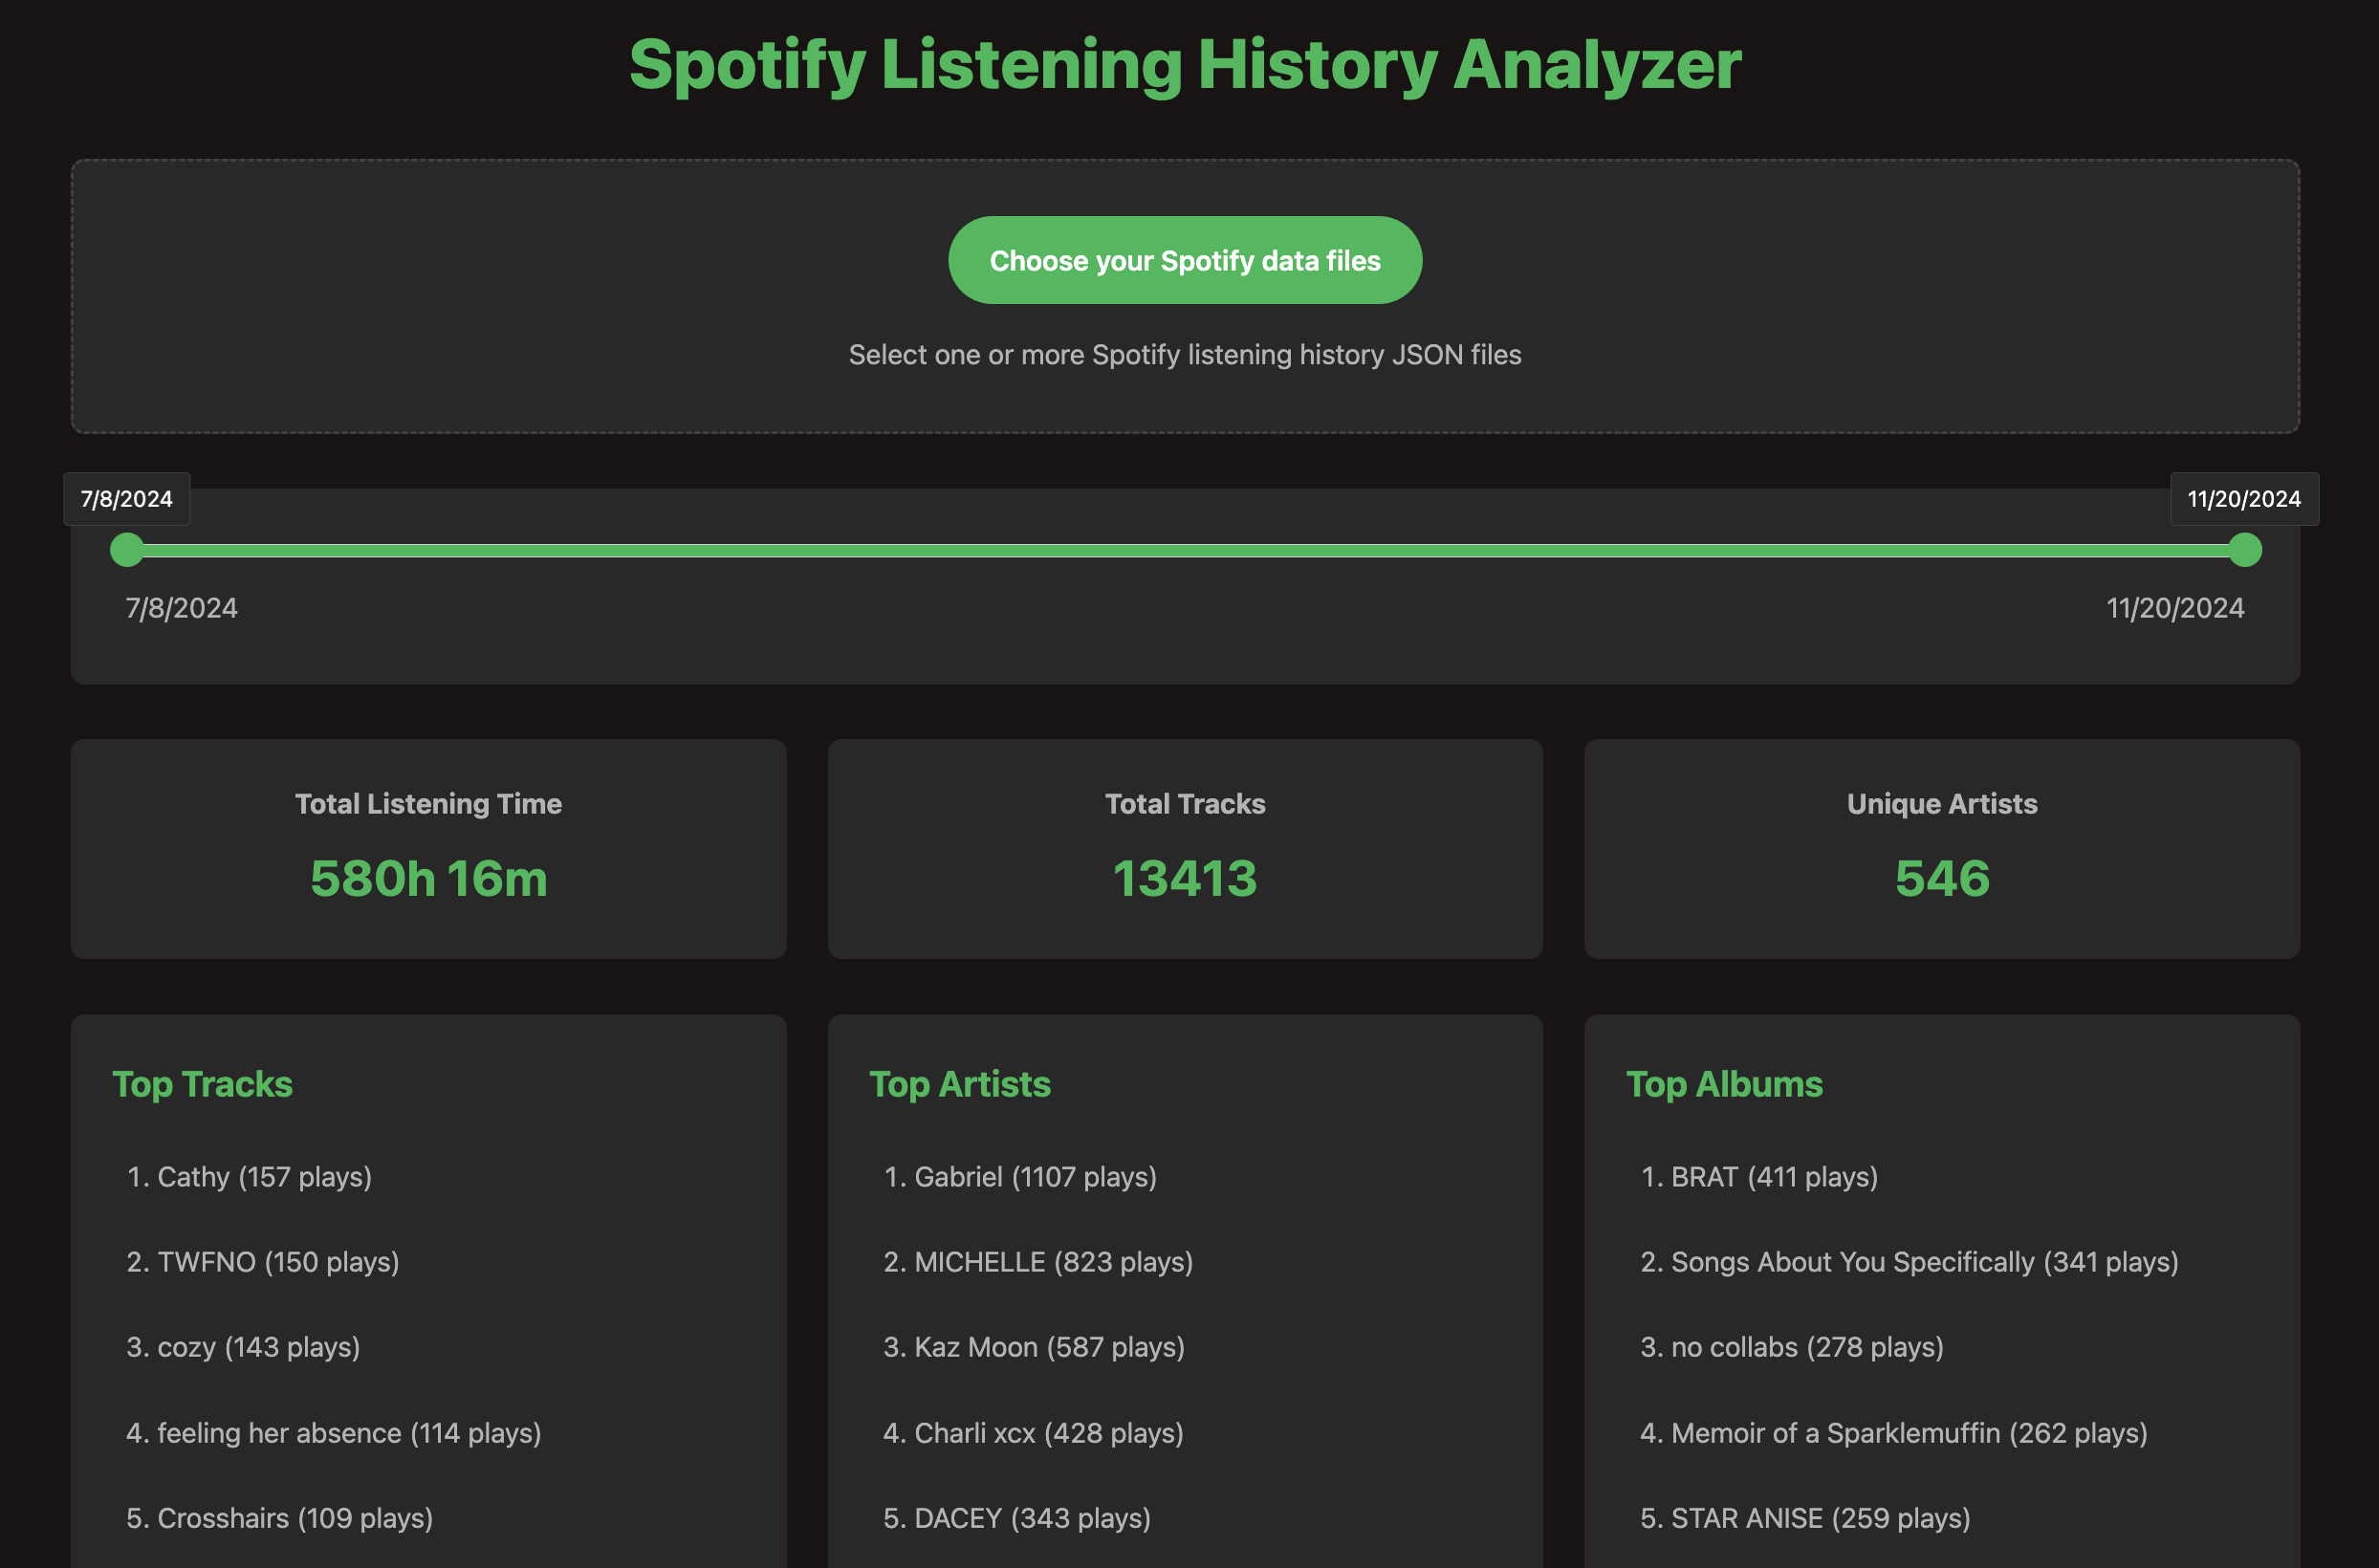 Spotify Listening History Analyzer
Choose your Spotify data files
Select one or more Spotify listening history JSON files
7/8/2024
11/20/2024
7/8/2024
11/20/2024
Total Listening Time
580h 16m
Total Tracks
13413
Unique Artists
546
Top Tracks
1. Cathy (157 plays)
2. TWFNO (150 plays)
3. cozy (143 plays)
4. feeling her absence (114 plays)
5. Crosshairs (109 plays)
Top Artists
1. Gabriel (1107 plays)
2. MICHELLE (823 plays)
3. Kaz Moon (587 plays)
4. Charli xcx (428 plays)
5. DACEY (343 plays)
Top Albums
1. BRAT (411 plays)
2. Songs About You Specifically (341 plays)
3. no collabs (278 plays)
4. Memoir of a Sparklemuffin (262 plays)
5. STAR ANISE (259 plays)